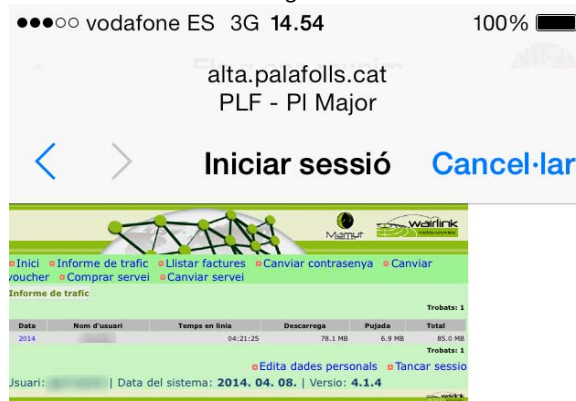 vodafone ES 3G 14.54 100%
alta.palafolls.cat
PLF - Pl Major
Iniciar sessió Cancel·lar
Mamut wairlink
Inici Informe de trafic Llistar factures Canviar contrasenya Canviar
voucher Comprar servei Canviar servei
Informe de trafic
Trobats: 1
Data Nom d'usuari Temps en linia Descarrega Pujada Total
2014 04:21:25 78.1 MB 6.9 MB 85.0 MB
Trobats: 1
Edita dades personals Tancar sessio
Usuari: | Data del sistema: 2014. 04. 08. | Versio: 4.1.4